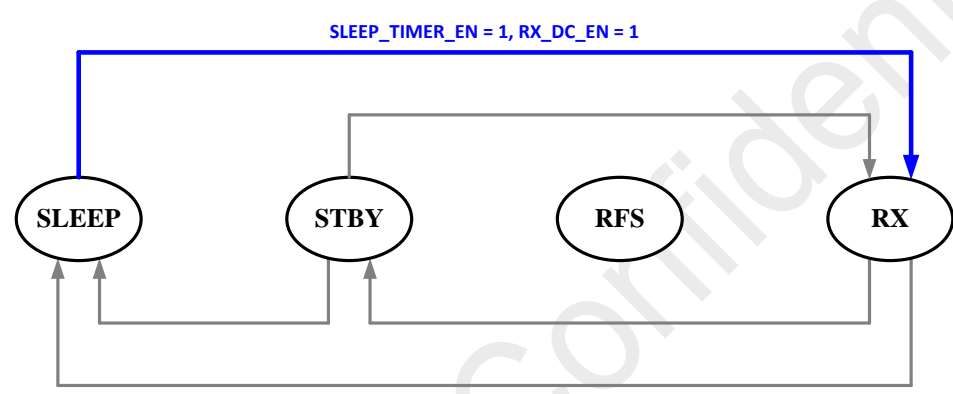 SLEEP_TIMER_EN = 1, RX_DC_EN = 1
SLEEP
STBY
RFS
RX
Confidential